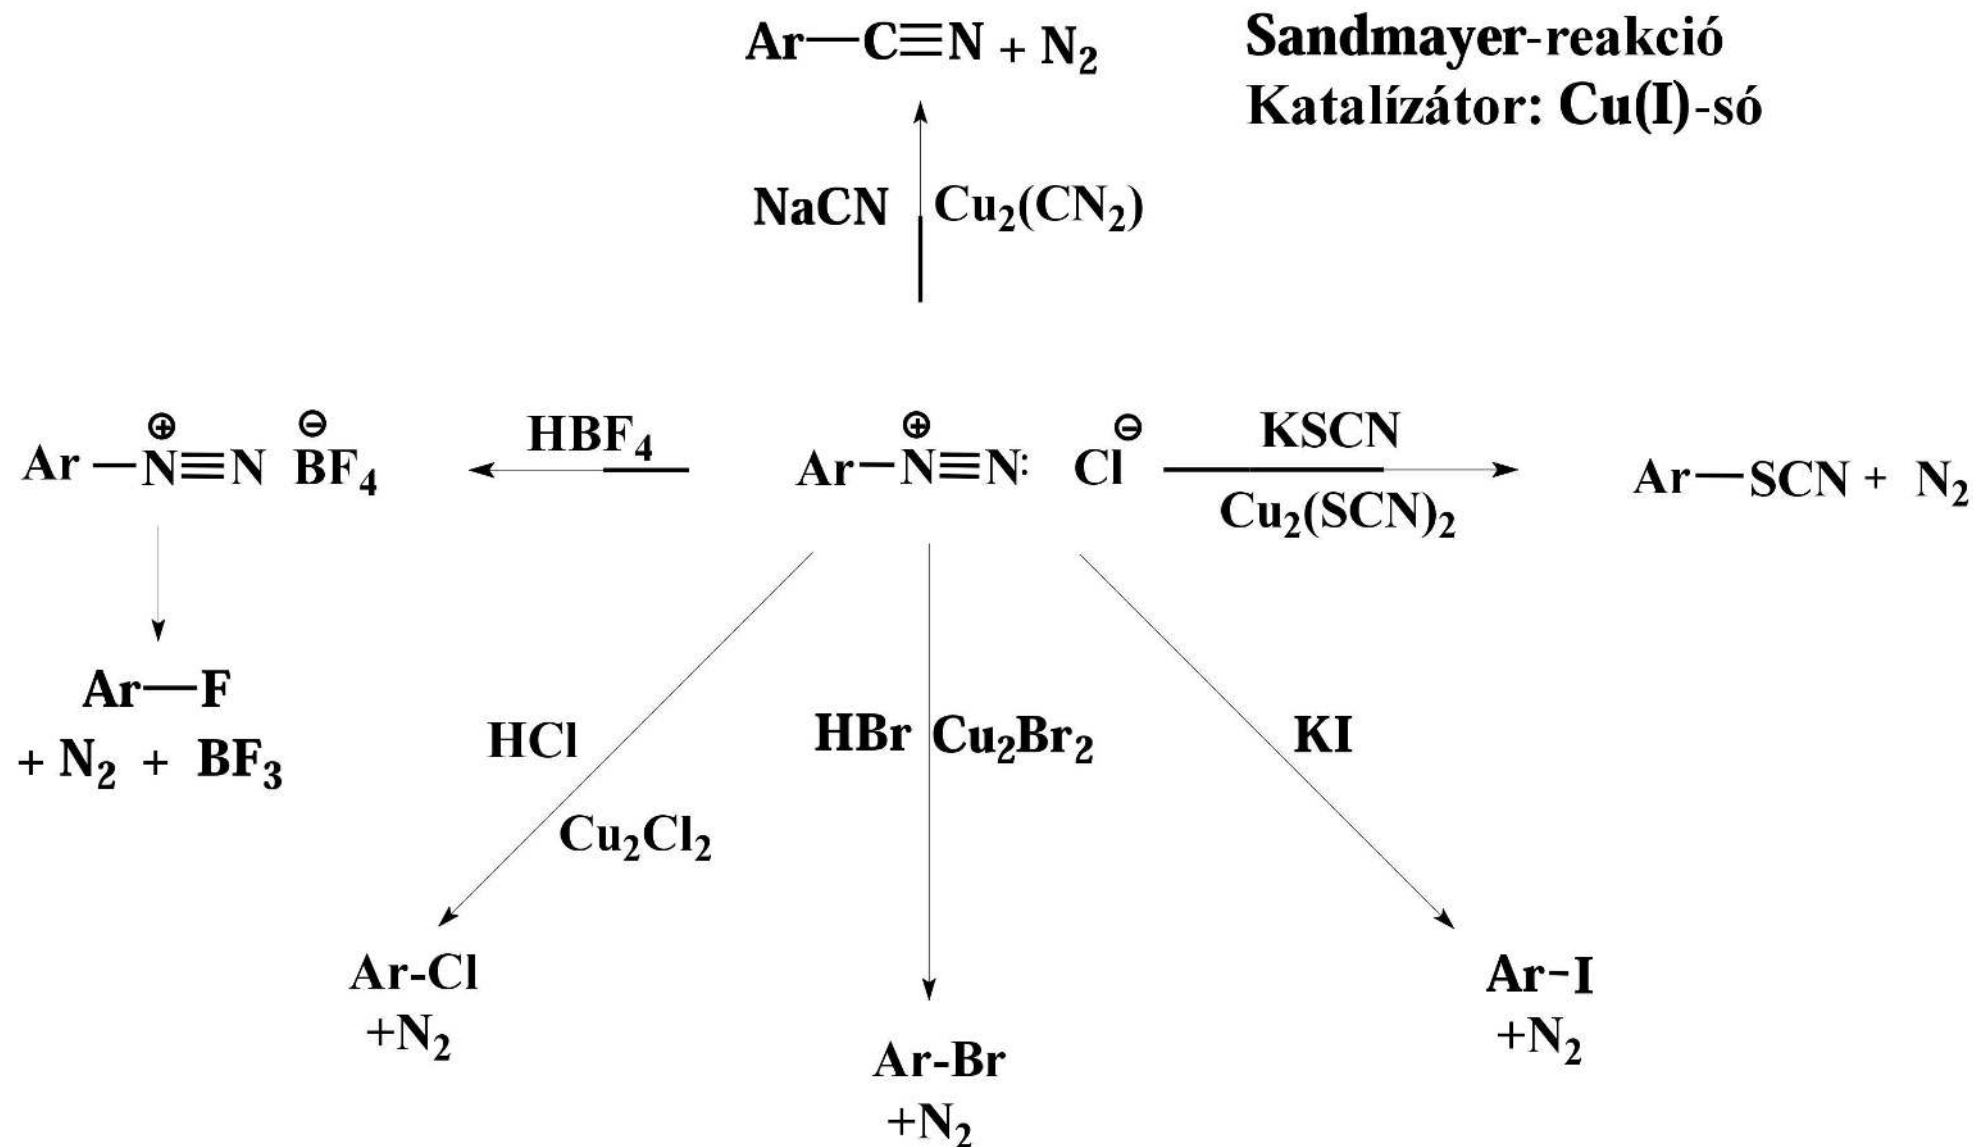 Ar—C≡N + N₂
Sandmayer-reakció
Katalízátor: Cu(I)-só
NaCN
Cu₂(CN₂)
Ar—N≡N BF₄
⊕ ⊖
HBF₄
Ar—N≡N: Cl
⊕ ⊖
KSCN
Cu₂(SCN)₂
Ar—SCN + N₂
Ar—F
+ N₂ + BF₃
HCl
Cu₂Cl₂
HBr
Cu₂Br₂
KI
Ar-Cl
+N₂
Ar-Br
+N₂
Ar-I
+N₂